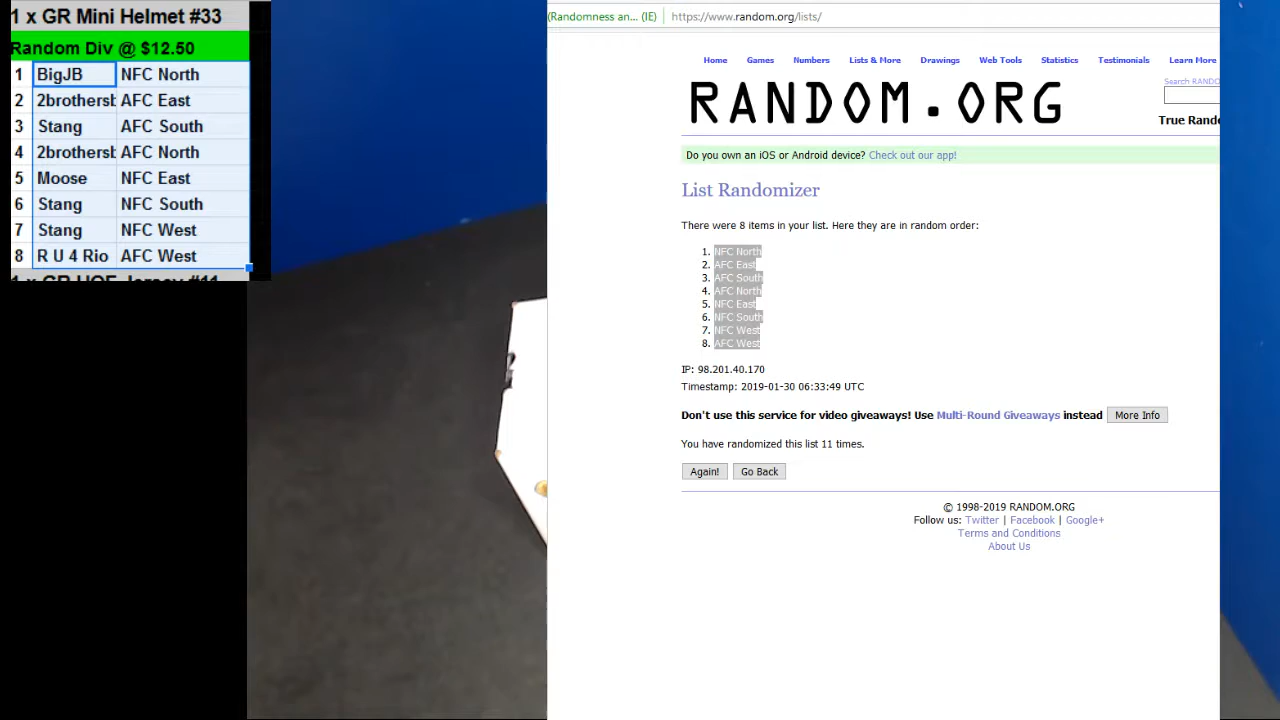 1 x GR Mini Helmet #33
Random Div @ $12.50
1 BigJB NFC North
2 2brothersb AFC East
3 Stang AFC South
4 2brothersb AFC North
5 Moose NFC East
6 Stang NFC South
7 Stang NFC West
8 R U 4 Rio AFC West
1 x GR HOF Jersey #11
(Randomness an... (IE) https://www.random.org/lists/
Home Games Numbers Lists & More Drawings Web Tools Statistics Testimonials Learn More
Search RANDO
RANDOM.ORG
True Rando
Do you own an iOS or Android device? Check out our app!
List Randomizer
There were 8 items in your list. Here they are in random order:
1. NFC North
2. AFC East
3. AFC South
4. AFC North
5. NFC East
6. NFC South
7. NFC West
8. AFC West
IP: 98.201.40.170
Timestamp: 2019-01-30 06:33:49 UTC
Don't use this service for video giveaways! Use Multi-Round Giveaways instead More Info
You have randomized this list 11 times.
Again! Go Back
© 1998-2019 RANDOM.ORG
Follow us: Twitter | Facebook | Google+
Terms and Conditions
About Us